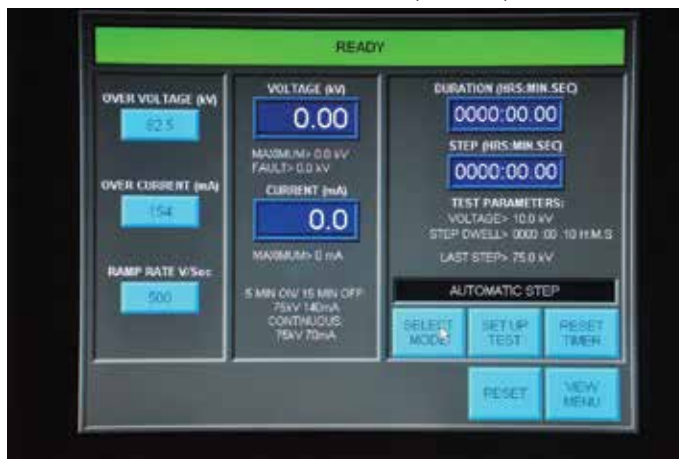 READY
OVER VOLTAGE (kV)
82.5
OVER CURRENT (mA)
154
RAMP RATE V/Sec
500
VOLTAGE (kV)
0.00
MAXIMUM> 0.0 kV
FAULT> 0.0 kV
CURRENT (mA)
0.0
MAXIMUM> 0 mA
5 MIN ON/ 15 MIN OFF:
75kV 140mA
CONTINUOUS:
75kV 70mA
DURATION (HRS:MIN.SEC)
0000:00.00
STEP (HRS:MIN.SEC)
0000:00.00
TEST PARAMETERS:
VOLTAGE> 10.0 kV
STEP DWELL> 0000 :00 .10 H:M.S
LAST STEP> 75.0 kV
AUTOMATIC STEP
SELECT
MODE
SET UP
TEST
RESET
TIMER
RESET
VIEW
MENU